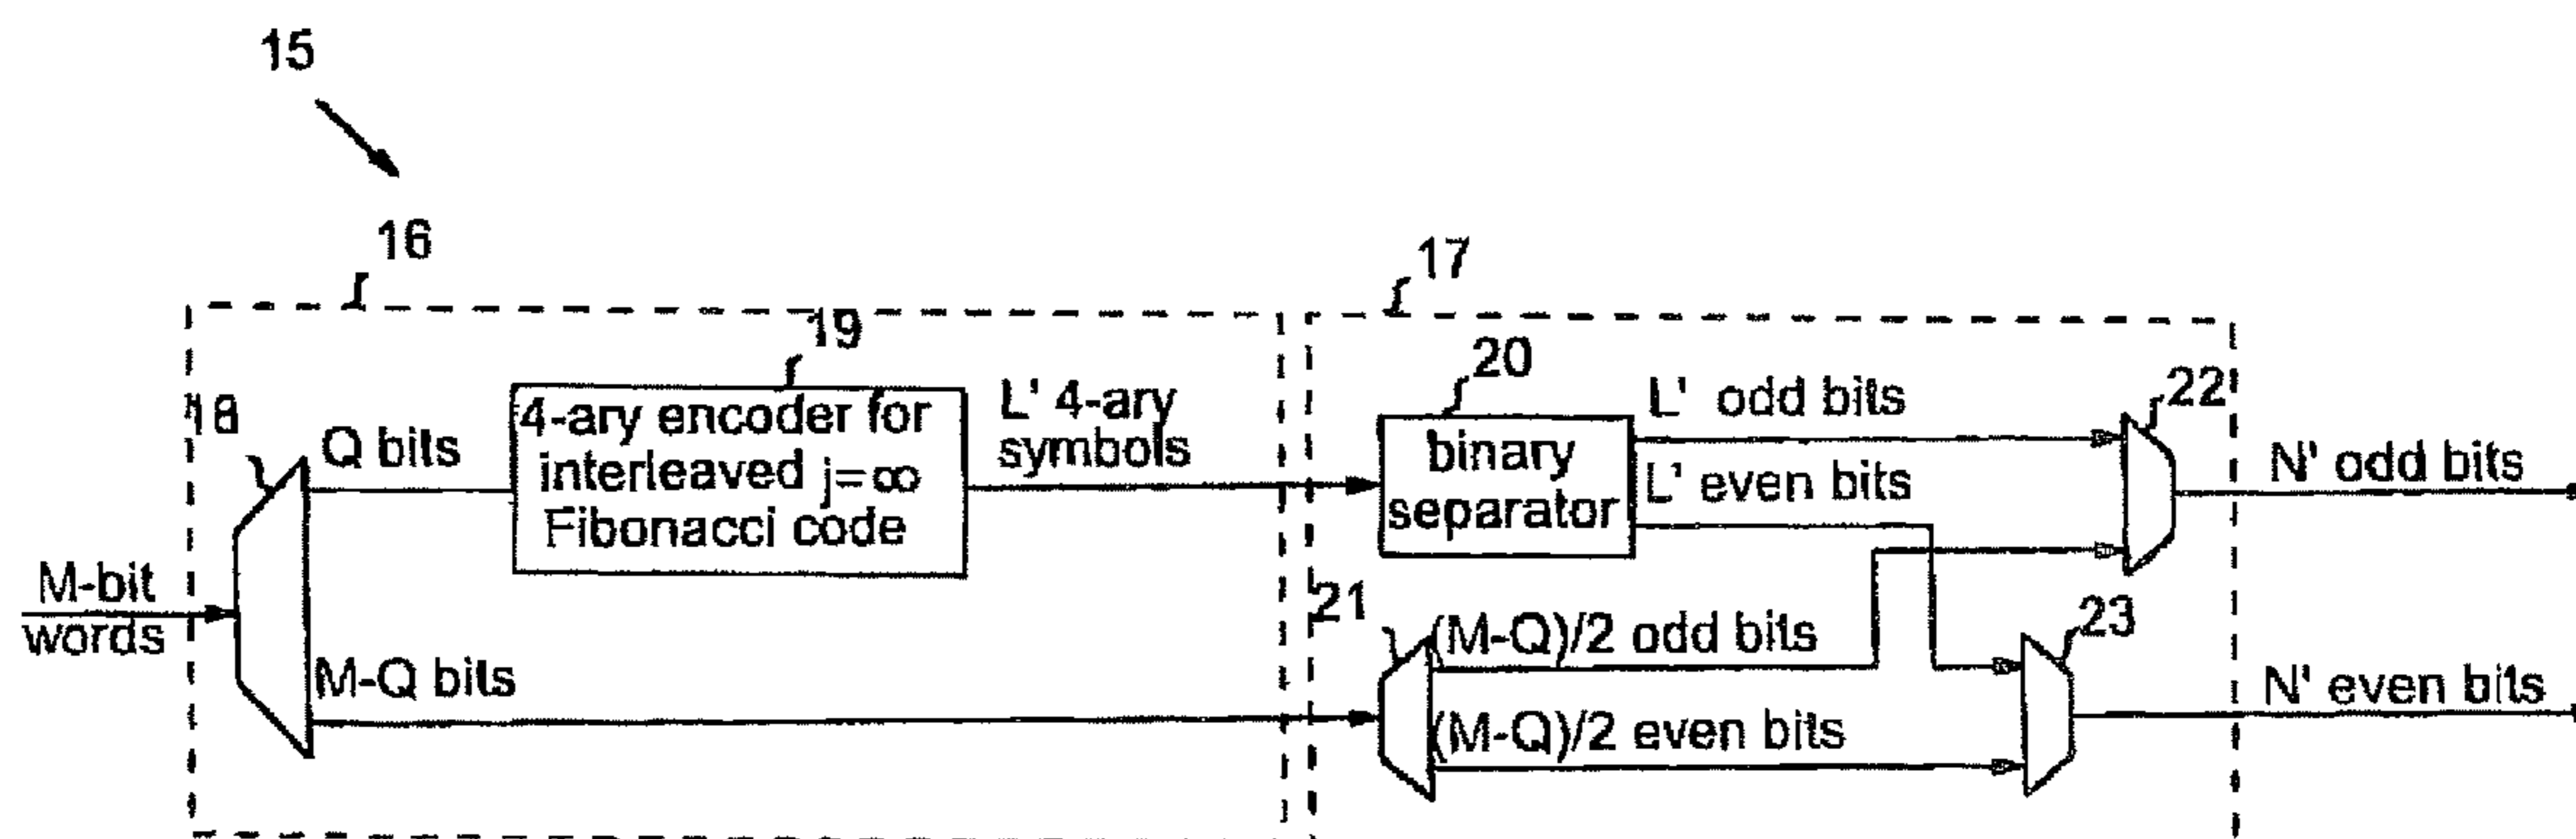 15
16
17
19
20
18
Q bits
4-ary encoder for
interleaved j=∞
Fibonacci code
L' 4-ary
symbols
binary
separator
L' odd bits
L' even bits
22
N' odd bits
M-bit
words
M-Q bits
21
(M-Q)/2 odd bits
(M-Q)/2 even bits
23
N' even bits